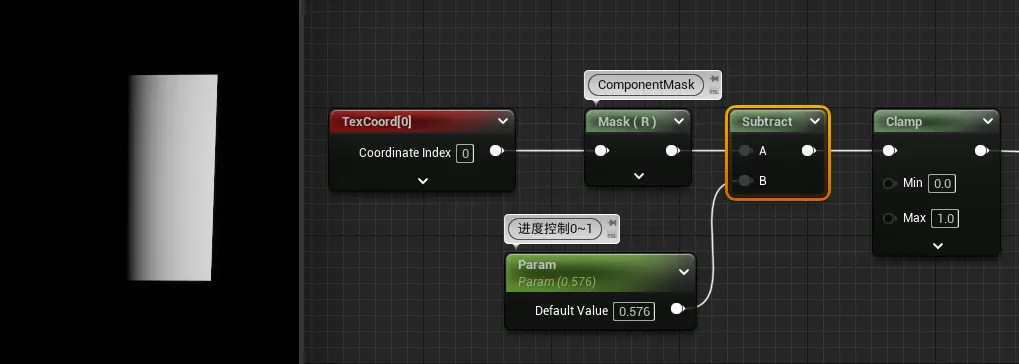 ComponentMask
TexCoord[0]
Coordinate Index 0
Mask ( R )
Subtract
A
B
Clamp
Min 0.0
Max 1.0
进度控制0~1
Param
Param (0.576)
Default Value 0.576